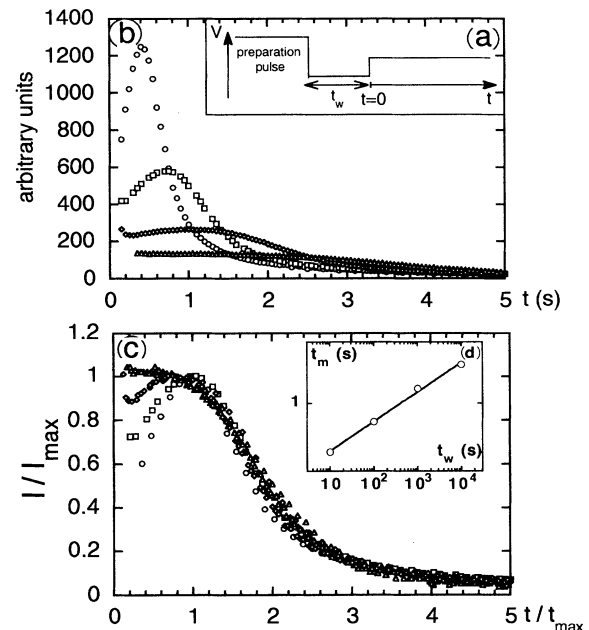 (b)
(a)
V
preparation
pulse
t_w
t=0
t
arbitrary units
1400
1200
1000
800
600
400
200
0
0
1
2
3
4
5
t (s)
(c)
(d)
t_m (s)
1
t_w (s)
10
10^2
10^3
10^4
I / I_max
1.2
1
0.8
0.6
0.4
0.2
0
0
1
2
3
4
5
t / t_max